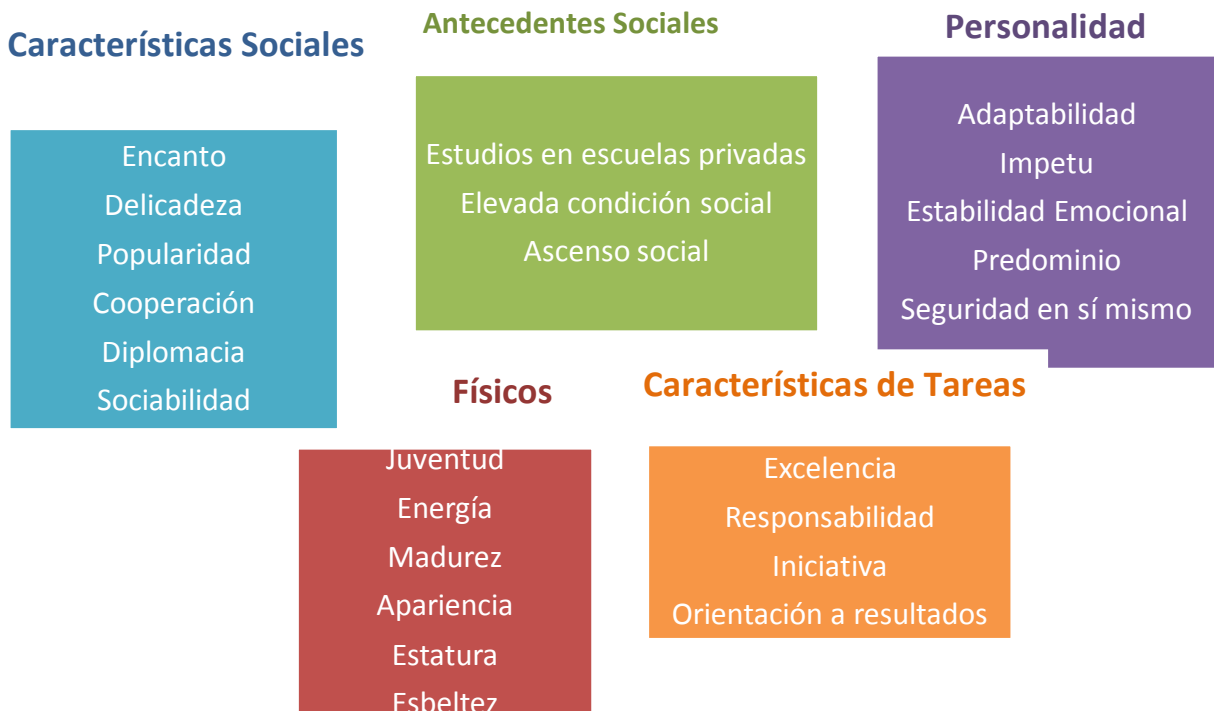 Características Sociales
Encanto
Delicadeza
Popularidad
Cooperación
Diplomacia
Sociabilidad
Antecedentes Sociales
Estudios en escuelas privadas
Elevada condición social
Ascenso social
Personalidad
Adaptabilidad
Impetu
Estabilidad Emocional
Predominio
Seguridad en sí mismo
Físicos
Juventud
Energía
Madurez
Apariencia
Estatura
Esbeltez
Características de Tareas
Excelencia
Responsabilidad
Iniciativa
Orientación a resultados